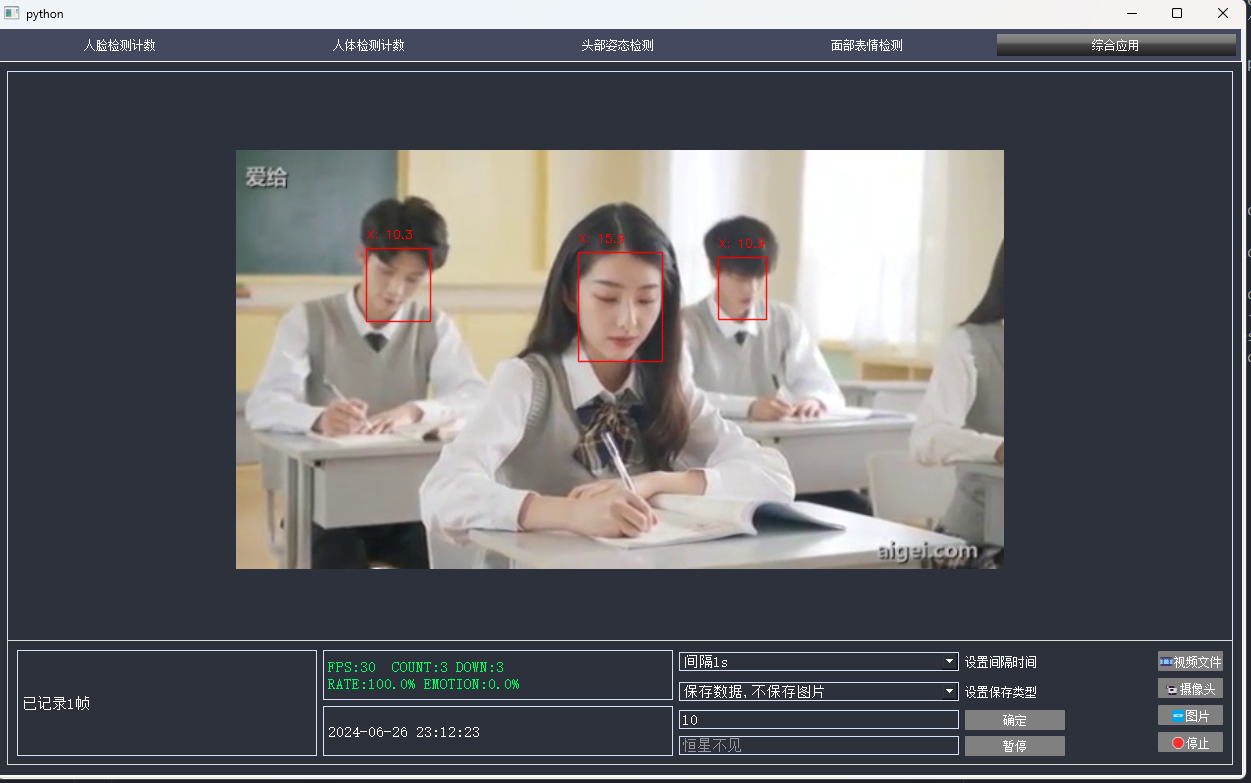 python
人脸检测计数
人体检测计数
头部姿态检测
面部表情检测
综合应用
爱给
X: 10.3
X: 10.
aigei.com
已记录1帧
FPS:30 COUNT:3 DOWN:3
RATE:100.0% EMOTION:0.0%
2024-06-26 23:12:23
间隔1s
设置间隔时间
保存数据,不保存图片
设置保存类型
10
确定
恒星不见
暂停
视频文件
摄像头
图片
停止